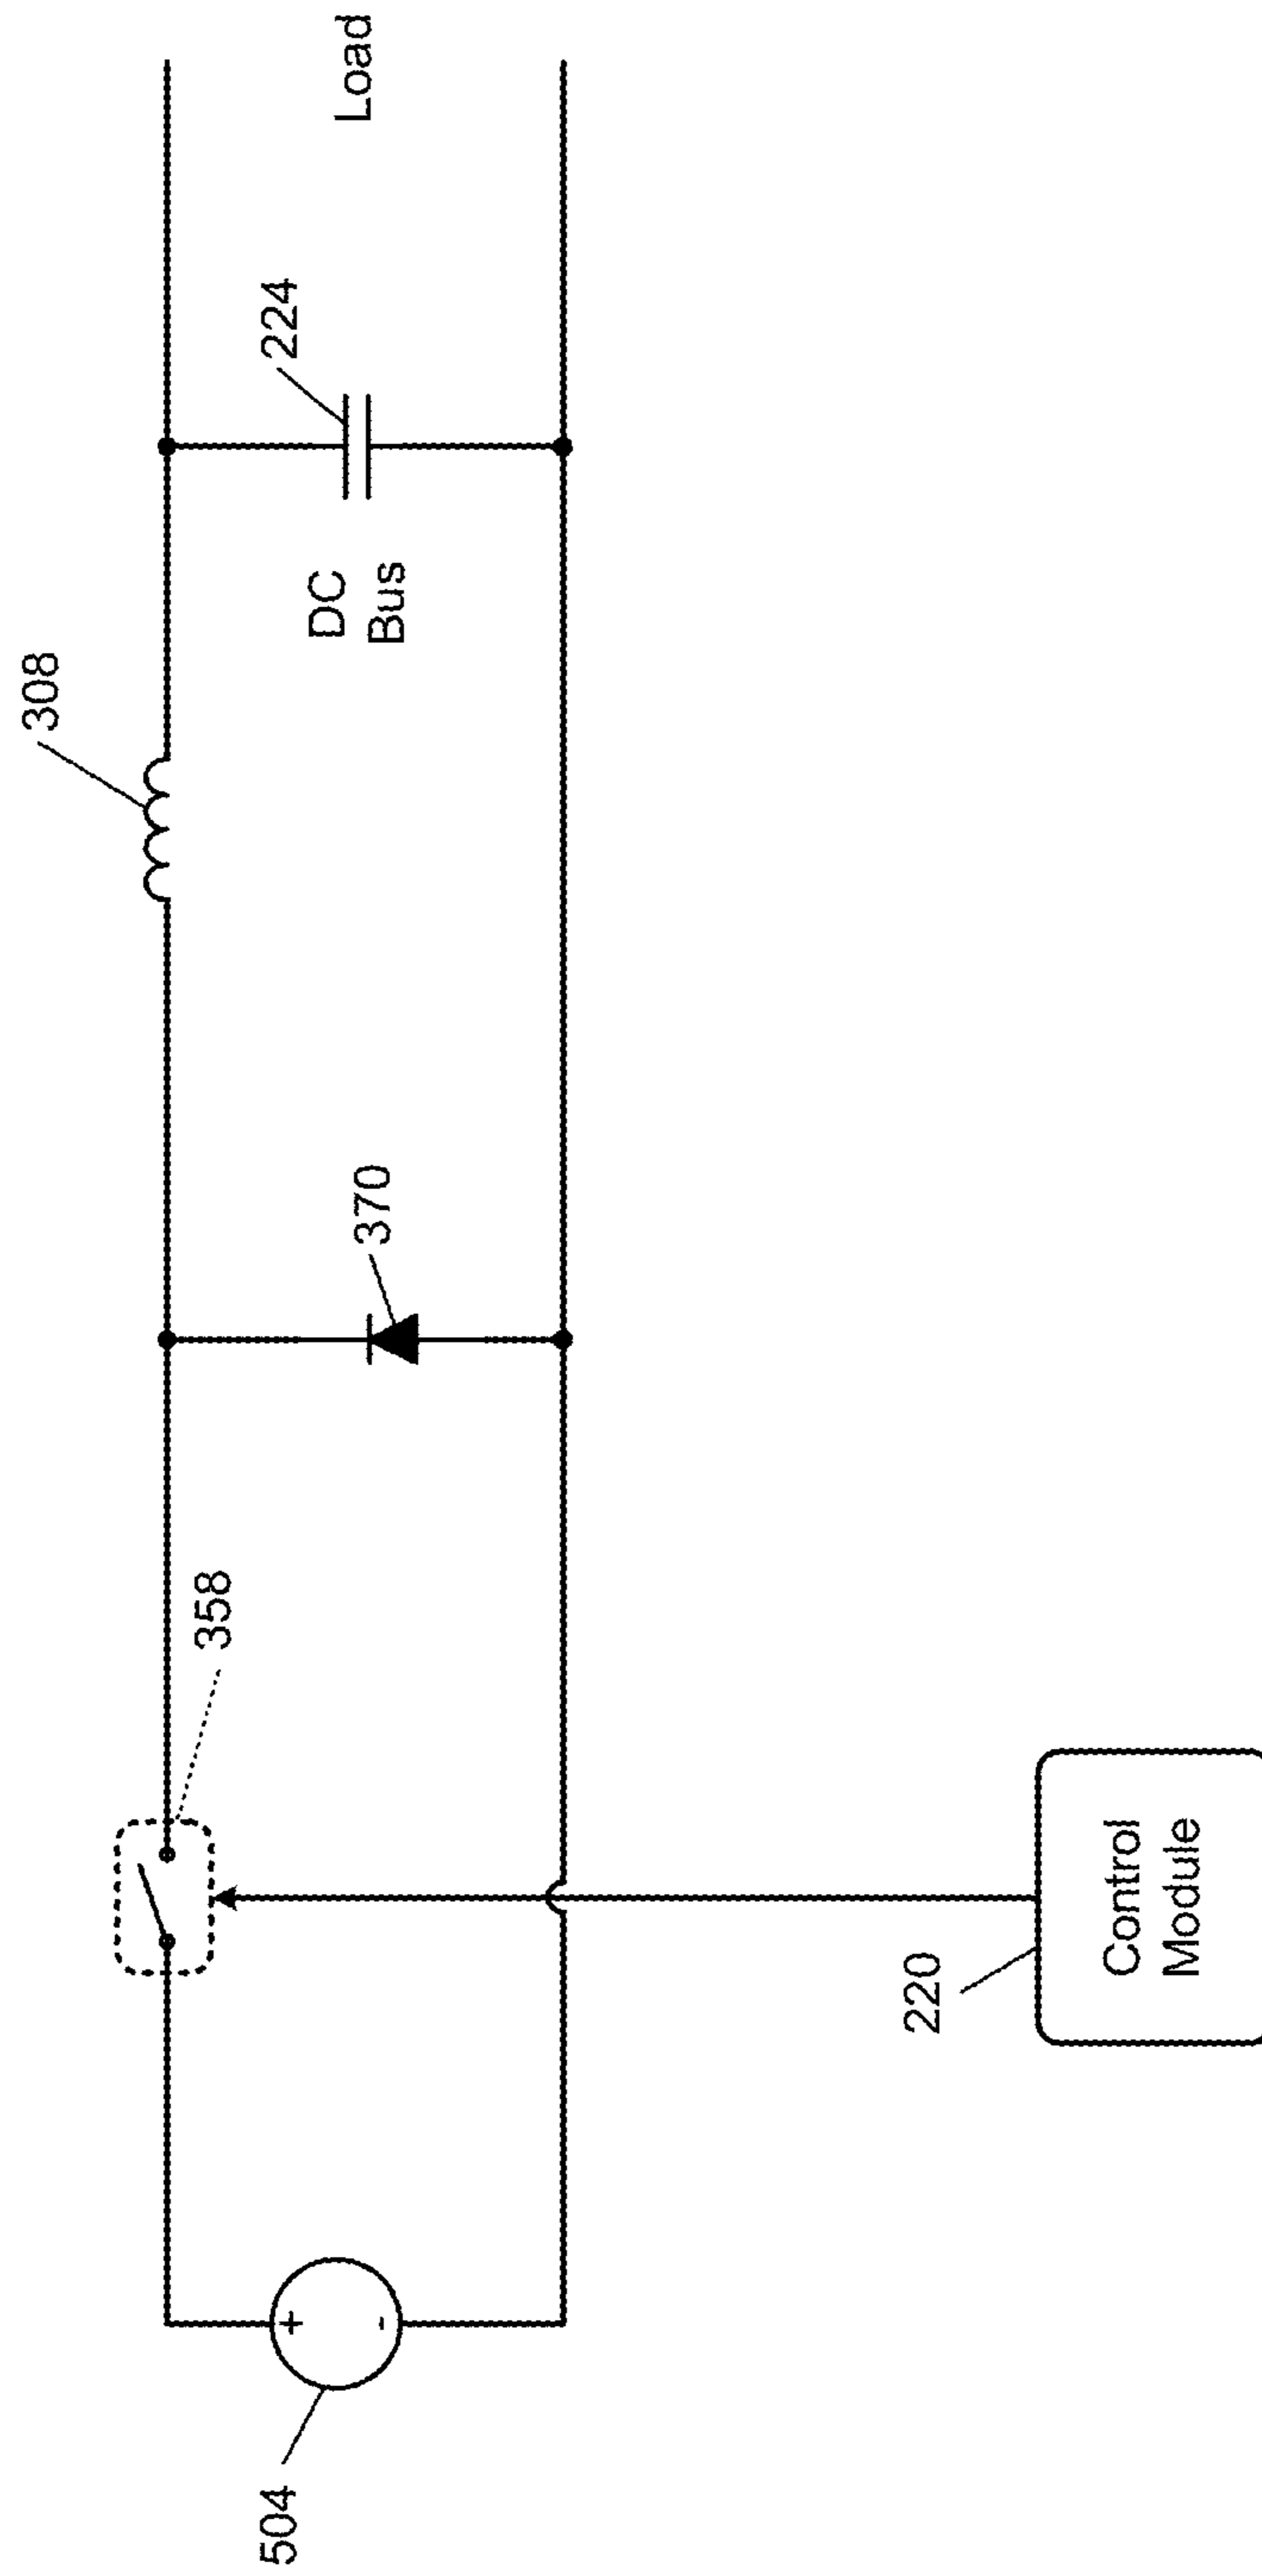 308
358
504
370
224
DC
Bus
Load
220
Control
Module
+
-